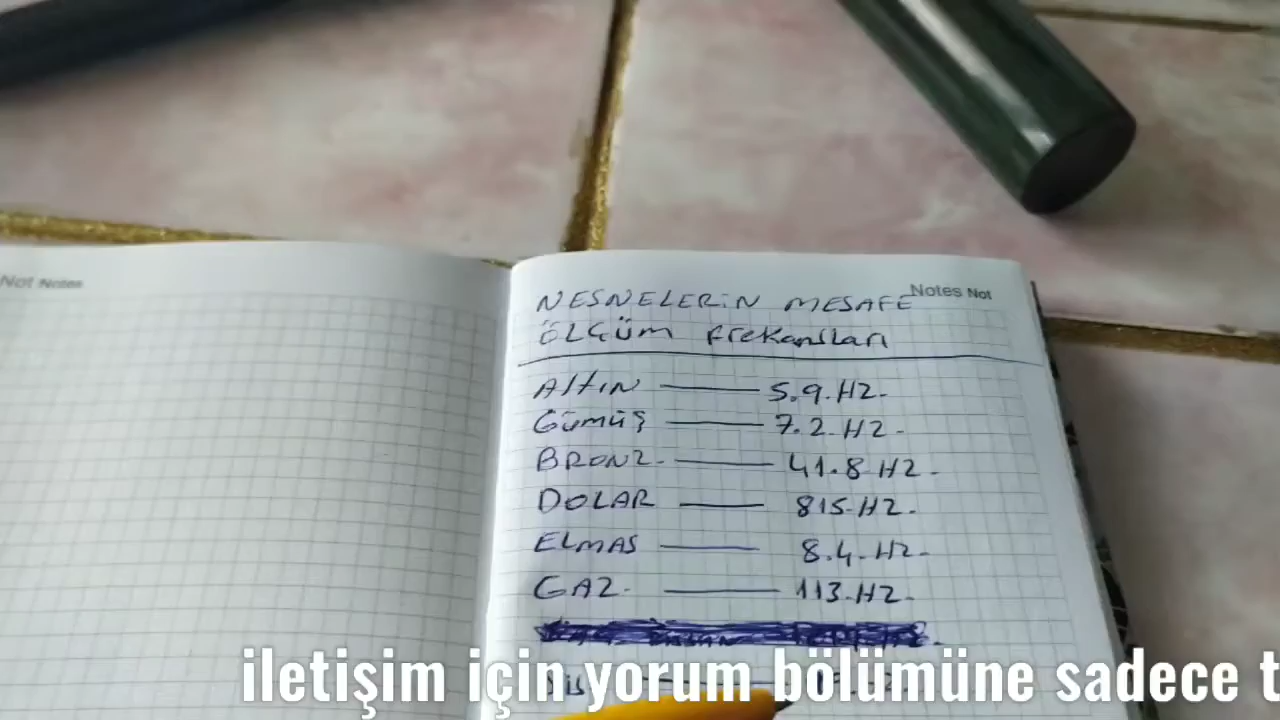 Not Notes
Notes Not
NESNELERİN MESAFE
ÖLÇÜM frekansları
AltIN — 5.9.HZ-
GÜMÜŞ — 7.2.HZ-
BRONZ- — 41.8-HZ-
DOLAR — 815-HZ-
ELMAS — 8.4-HZ-
GAZ- — 113-HZ-
iletişim için yorum bölümüne sadece t